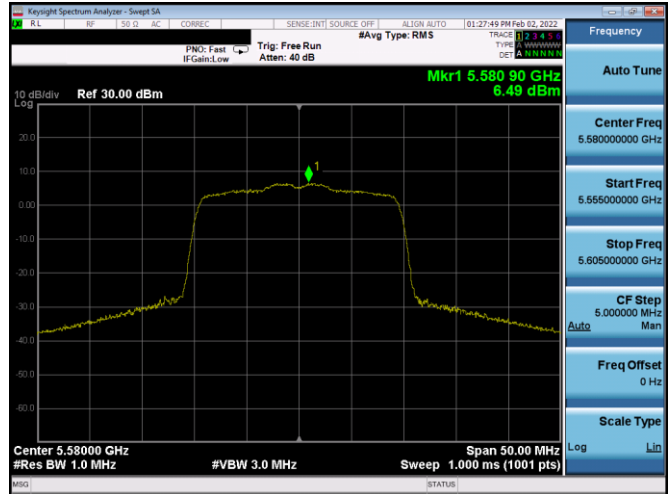 Keysight Spectrum Analyzer - Swept SA
LXI RL RF 50 Ω AC CORREC SENSE:INT SOURCE OFF ALIGN AUTO 01:27:49 PM Feb 02, 2022
#Avg Type: RMS
TRACE 1 2 3 4 5 6
PNO: Fast Trig: Free Run
TYPE A WWWWW
IFGain:Low Atten: 40 dB
DET A N N N N N
Mkr1 5.580 90 GHz
6.49 dBm
10 dB/div Ref 30.00 dBm
Log
20.0
10.0
0.00
-10.0
-20.0
-30.0
-40.0
-50.0
-60.0
1
Center 5.58000 GHz Span 50.00 MHz
#Res BW 1.0 MHz #VBW 3.0 MHz Sweep 1.000 ms (1001 pts)
MSG STATUS
Frequency
Auto Tune
Center Freq
5.580000000 GHz
Start Freq
5.555000000 GHz
Stop Freq
5.605000000 GHz
CF Step
5.000000 MHz
Auto Man
Freq Offset
0 Hz
Scale Type
Log Lin